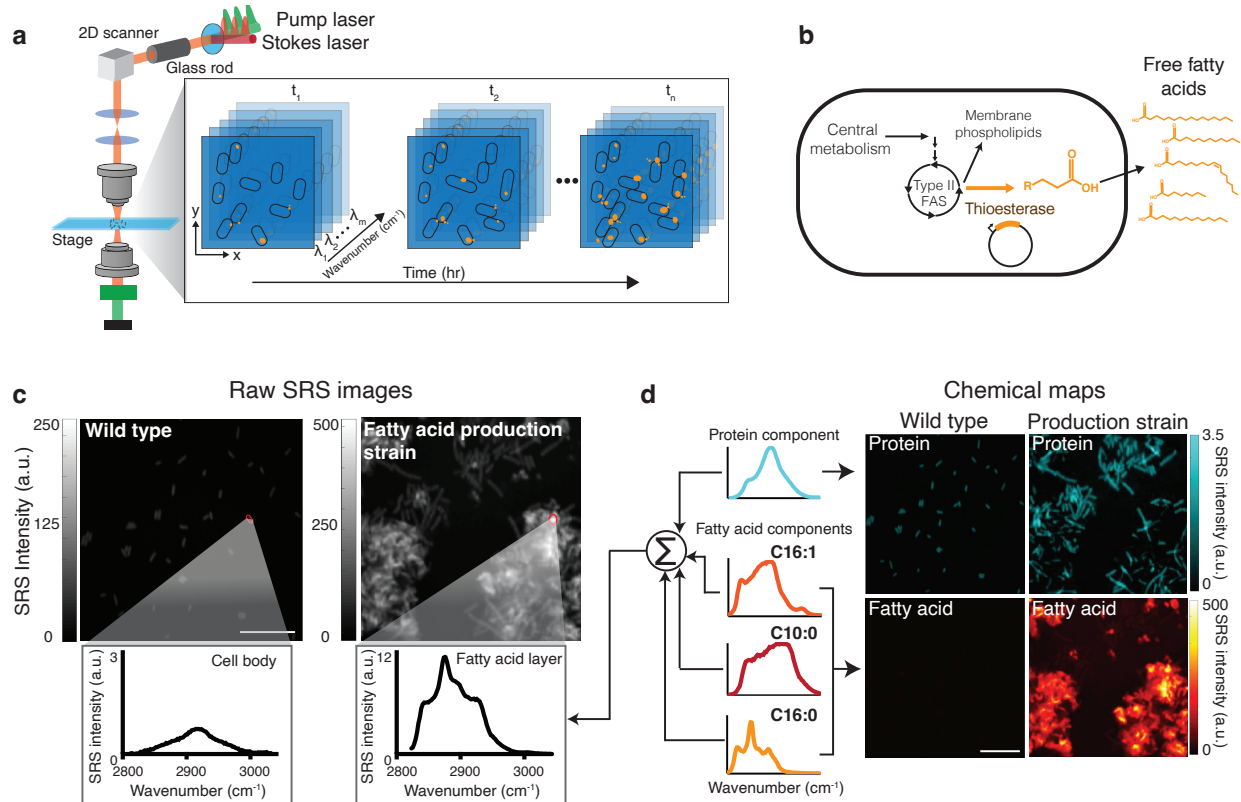 a
Pump laser
Stokes laser
2D scanner
Glass rod
Stage
t1
t2
tn
y
x
λ1 λ2 ••• λm
Wavenumber (cm-1)
•••
Time (hr)
b
Free fatty
acids
Central
metabolism
Membrane
phospholipids
Type II
FAS
R
O
OH
Thioesterase
O
HO
O
HO
O
HO
O
HO
O
HO
c
Raw SRS images
SRS Intensity (a.u.)
250
125
0
Wild type
500
250
0
Fatty acid production
strain
SRS intensity (a.u.)
3
0
Cell body
2800
2900
3000
Wavenumber (cm-1)
SRS intensity (a.u.)
12
0
Fatty acid layer
2800
2900
3000
Wavenumber (cm-1)
d
Chemical maps
Protein component
Σ
Fatty acid components
C16:1
C10:0
C16:0
Wavenumber (cm-1)
Wild type
Production strain
Protein
Protein
3.5
0
SRS intensity (a.u.)
Fatty acid
Fatty acid
500
0
SRS intensity (a.u.)